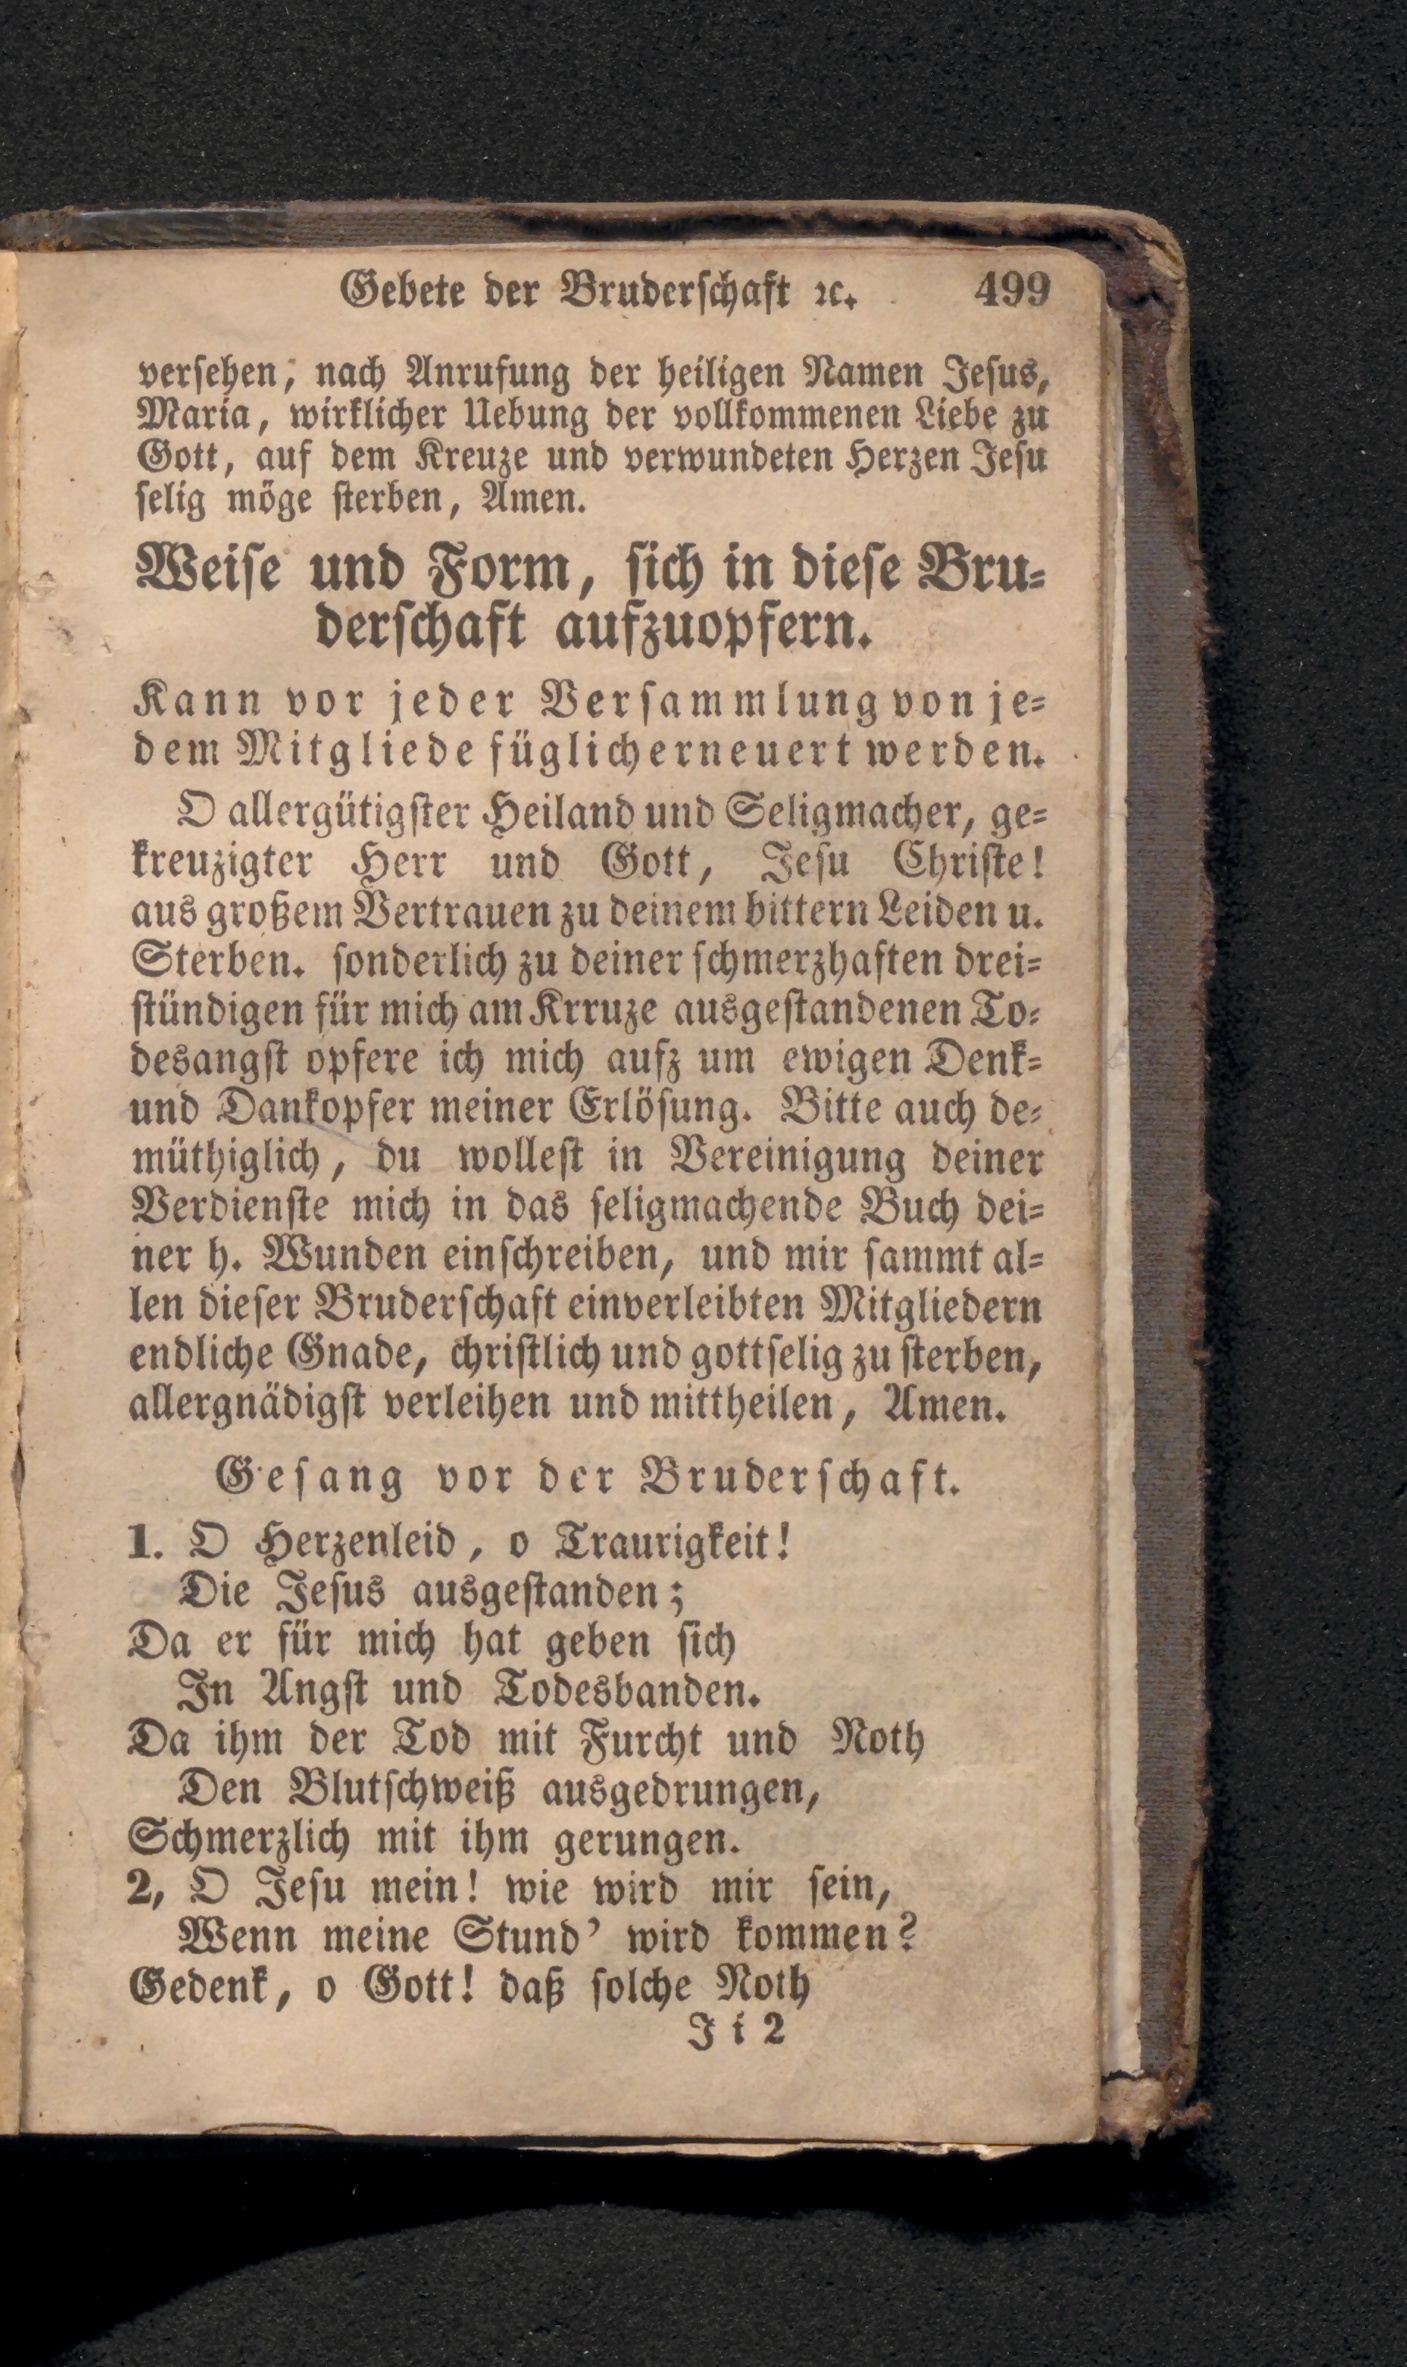 Gebete der Bruderschaft ꝛc. 499
versehen, nach Anrufung der heiligen Namen Jesus,
Maria, wirklicher Uebung der vollkommenen Liebe zu
Gott, auf dem Kreuze und verwundeten Herzen Jesu
selig möge sterben, Amen.
Weise und Form, sich in diese Bru-
derschaft aufzuopfern.
Kann vor jeder Versammlung von je-
dem Mitgliede füglich erneuert werden.
O allergütigster Heiland und Seligmacher, ge-
kreuzigter Herr und Gott, Jesu Christe!
aus großem Vertrauen zu deinem bittern Leiden u.
Sterben. sonderlich zu deiner schmerzhaften drei-
stündigen für mich am Krruze ausgestandenen To-
desangst opfere ich mich aufz um ewigen Denk-
und Dankopfer meiner Erlösung. Bitte auch de-
müthiglich, du wollest in Vereinigung deiner
Verdienste mich in das seligmachende Buch dei-
ner h. Wunden einschreiben, und mir sammt al-
len dieser Bruderschaft einverleibten Mitgliedern
endliche Gnade, christlich und gottselig zu sterben,
allergnädigst verleihen und mittheilen, Amen.
Gesang vor der Bruderschaft.
1. O Herzenleid, o Traurigkeit!
Die Jesus ausgestanden;
Da er für mich hat geben sich
In Angst und Todesbanden.
Da ihm der Tod mit Furcht und Noth
Den Blutschweiß ausgedrungen,
Schmerzlich mit ihm gerungen.
2, O Jesu mein! wie wird mir sein,
Wenn meine Stund' wird kommen?
Gedenk, o Gott! daß solche Noth
J i 2